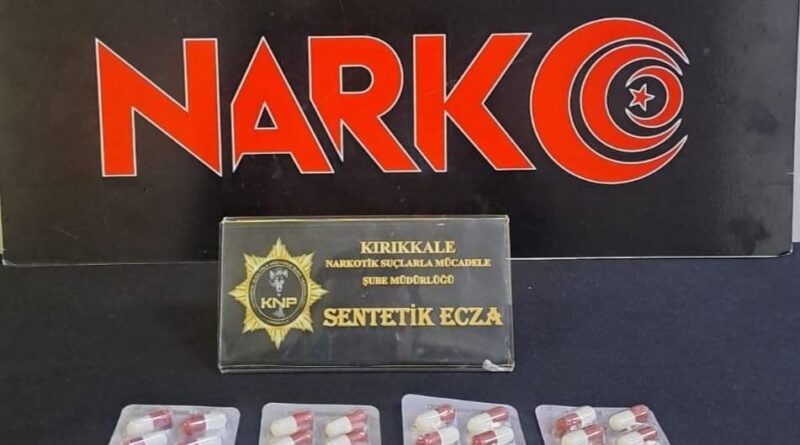 NARKO
KIRIKKALE
NARKOTİK SUÇLARLA MÜCADELE
ŞUBE MÜDÜRLÜĞÜ
KNP
SENTETİK ECZA